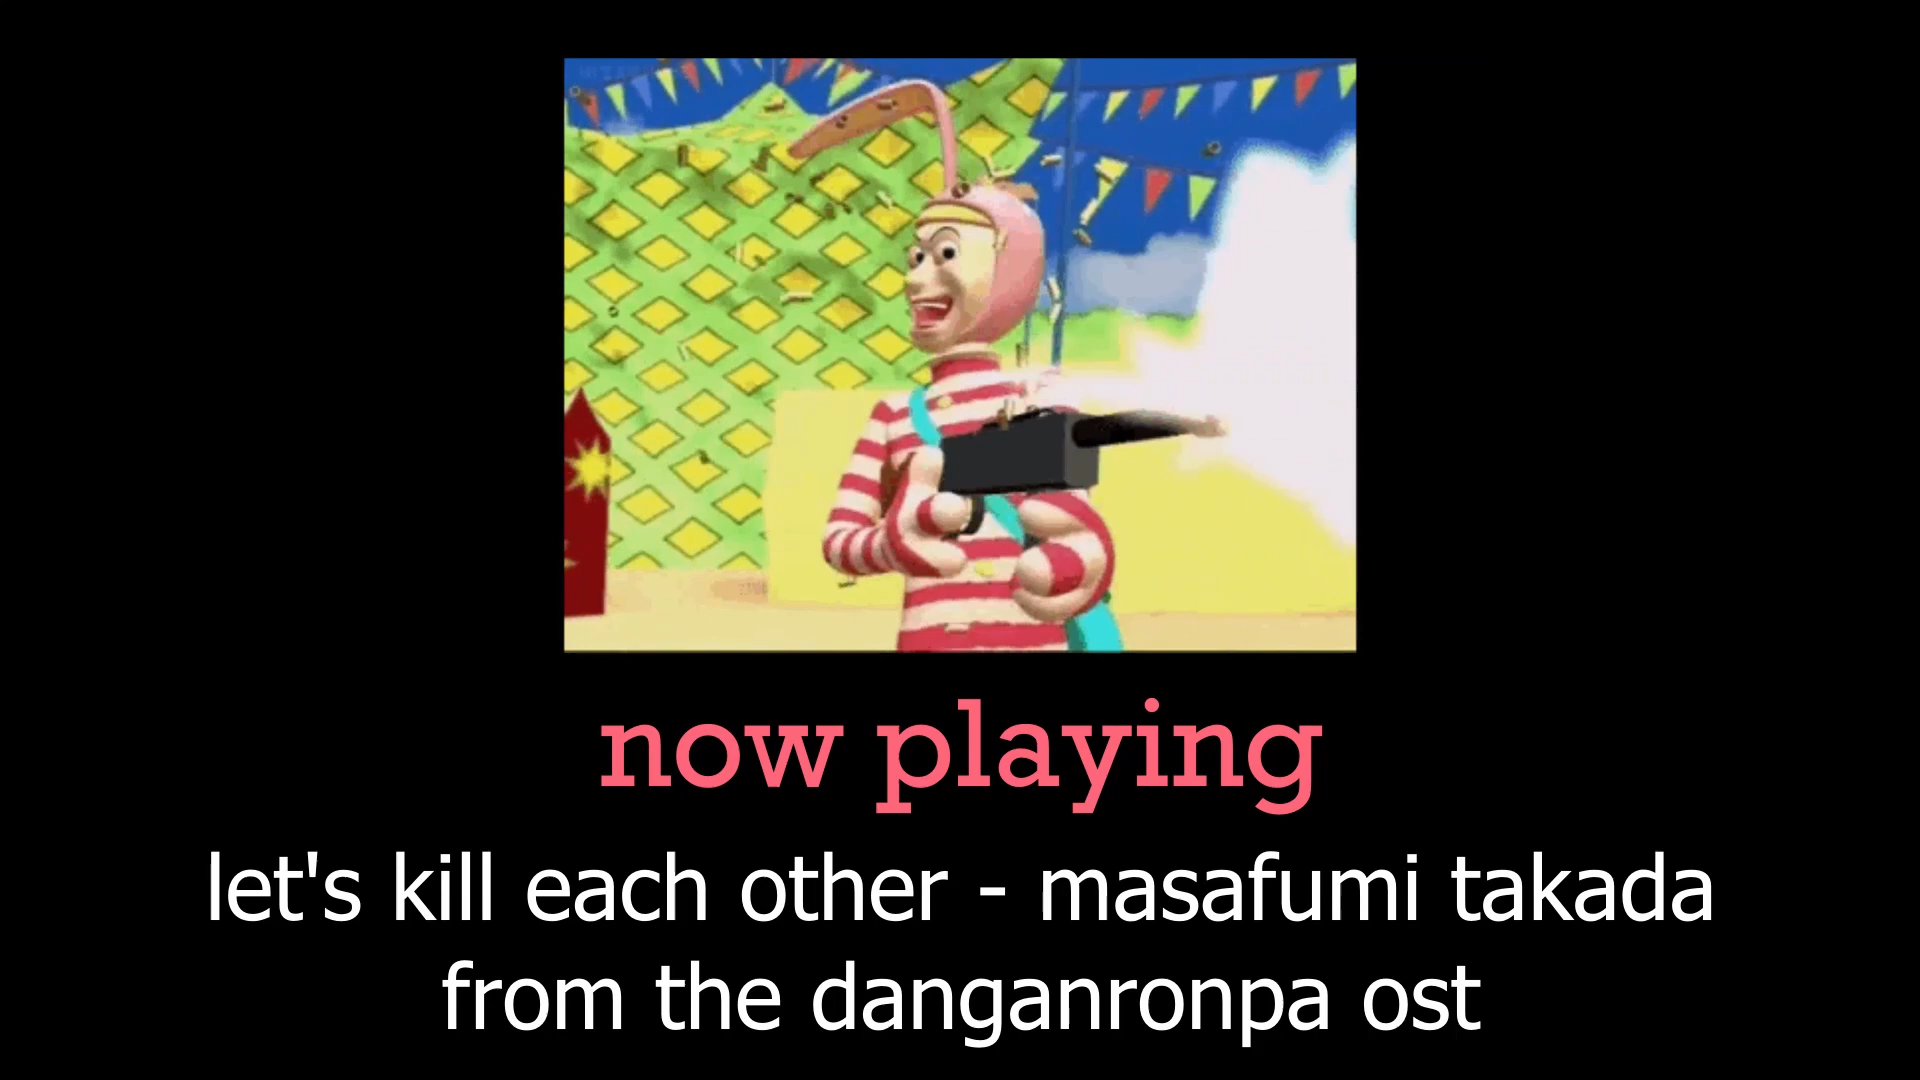 now playing
let's kill each other - masafumi takada
from the danganronpa ost